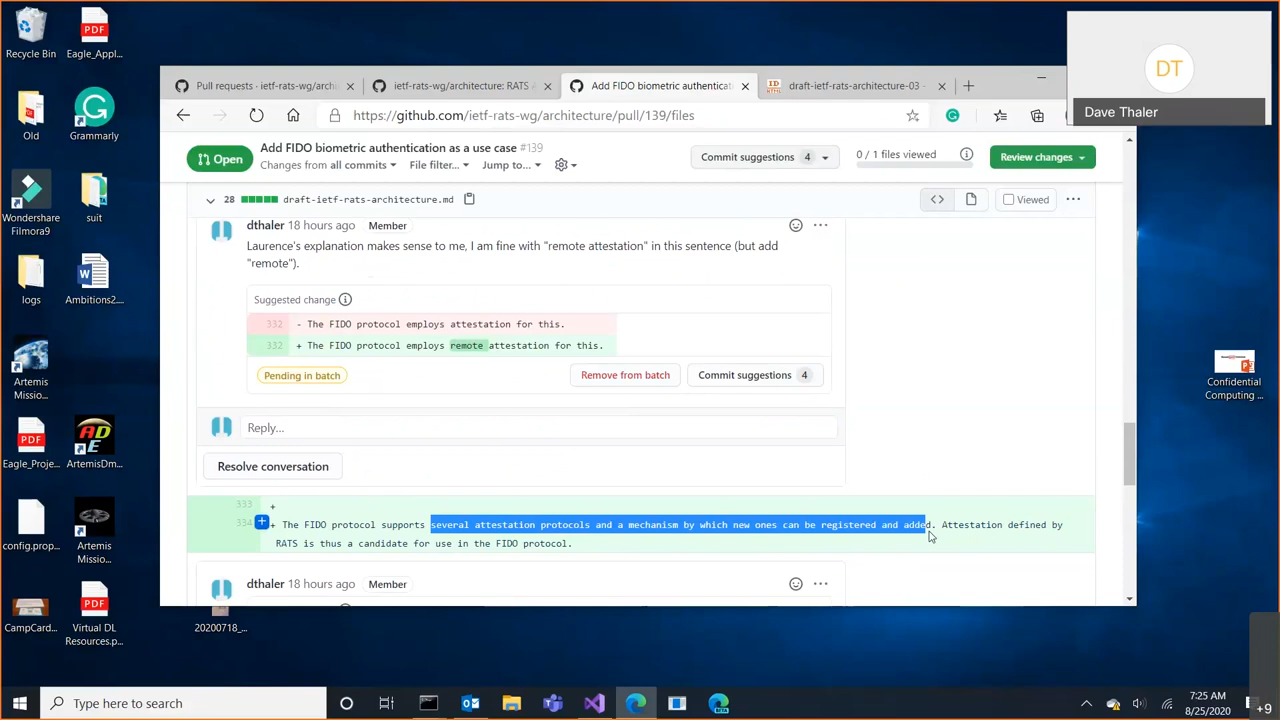 Recycle Bin
Eagle_Appl...
Old
Grammarly
Wondershare
Filmora9
suit
logs
Ambitions2...
Artemis
Missio...
Eagle_Proje...
ArtemisDm...
config.prop...
Artemis
Missio...
CampCard...
Virtual DL
Resources.p...
20200718_...
Confidential
Computing ...
DT
Dave Thaler
Pull requests · ietf-rats-wg/archi
ietf-rats-wg/architecture: RATS A
Add FIDO biometric authenticat
draft-ietf-rats-architecture-03 -
https://github.com/ietf-rats-wg/architecture/pull/139/files
Open
Add FIDO biometric authentication as a use case #139
Changes from all commits
File filter...
Jump to...
Commit suggestions 4
0 / 1 files viewed
Review changes
28
draft-ietf-rats-architecture.md
Viewed
dthaler 18 hours ago
Member
Laurence's explanation makes sense to me, I am fine with "remote attestation" in this sentence (but add
"remote").
Suggested change
332 - The FIDO protocol employs attestation for this.
332 + The FIDO protocol employs remote attestation for this.
Pending in batch
Remove from batch
Commit suggestions 4
Reply...
Resolve conversation
333 +
334 + The FIDO protocol supports several attestation protocols and a mechanism by which new ones can be registered and added. Attestation defined by
RATS is thus a candidate for use in the FIDO protocol.
dthaler 18 hours ago
Member
Type here to search
7:25 AM
8/25/2020
+9